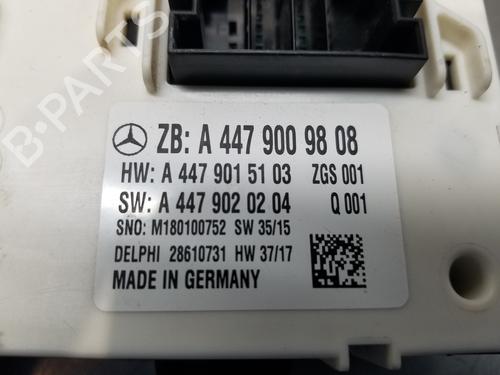 ZB: A 447 900 98 08
HW: A 447 901 51 03 ZGS 001
SW: A 447 902 02 04 Q 001
SNO: M180100752 SW 35/15
DELPHI 28610731 HW 37/17
MADE IN GERMANY
B-PARTS